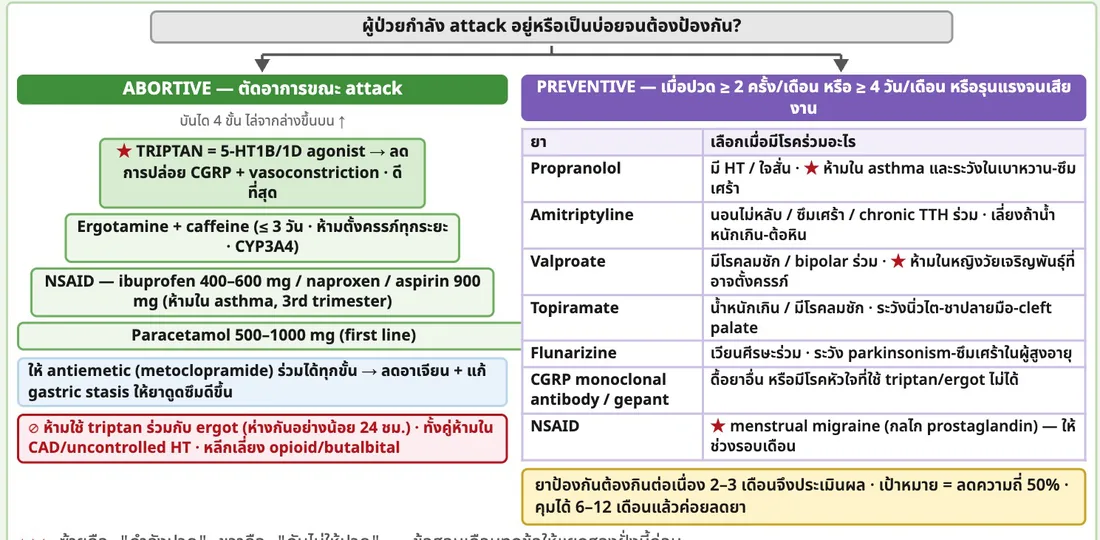 ผู้ป่วยกำลัง attack อยู่หรือเป็นบ่อยจนต้องป้องกัน?
ABORTIVE — ตัดอาการขณะ attack
บันได 4 ชั้น ไล่จากล่างขึ้นบน ↑
★ TRIPTAN = 5-HT1B/1D agonist → ลด
การปล่อย CGRP + vasoconstriction · ดี
ที่สุด
Ergotamine + caffeine (≤ 3 วัน · ห้ามตั้งครรภ์ทุกระยะ
· CYP3A4)
NSAID — ibuprofen 400–600 mg / naproxen / aspirin 900
mg (ห้ามใน asthma, 3rd trimester)
Paracetamol 500–1000 mg (first line)
ให้ antiemetic (metoclopramide) ร่วมได้ทุกขั้น → ลดอาเจียน + แก้
gastric stasis ให้ยาดูดซึมดีขึ้น
⊘ ห้ามใช้ triptan ร่วมกับ ergot (ห่างกันอย่างน้อย 24 ชม.) · ทั้งคู่ห้ามใน
CAD/uncontrolled HT · หลีกเลี่ยง opioid/butalbital
PREVENTIVE — เมื่อปวด ≥ 2 ครั้ง/เดือน หรือ ≥ 4 วัน/เดือน หรือรุนแรงจนเสีย
งาน
ยา เลือกเมื่อมีโรคร่วมอะไร
Propranolol มี HT / ใจสั่น · ★ ห้ามใน asthma และระวังในเบาหวาน-ซึม
เศร้า
Amitriptyline นอนไม่หลับ / ซึมเศร้า / chronic TTH ร่วม · เลี่ยงถ้าน้ำ
หนักเกิน-ต้อหิน
Valproate มีโรคลมชัก / bipolar ร่วม · ★ ห้ามในหญิงวัยเจริญพันธุ์ที่
อาจตั้งครรภ์
Topiramate น้ำหนักเกิน / มีโรคลมชัก · ระวังนิ่วไต-ชาปลายมือ-cleft
palate
Flunarizine เวียนศีรษะร่วม · ระวัง parkinsonism-ซึมเศร้าในผู้สูงอายุ
CGRP monoclonal ดื้อยาอื่น หรือมีโรคหัวใจที่ใช้ triptan/ergot ไม่ได้
antibody / gepant
NSAID ★ menstrual migraine (กลไก prostaglandin) — ให้
ช่วงรอบเดือน
ยาป้องกันต้องกินต่อเนื่อง 2–3 เดือนจึงประเมินผล · เป้าหมาย = ลดความถี่ 50% ·
คุมได้ 6–12 เดือนแล้วค่อยลดยา